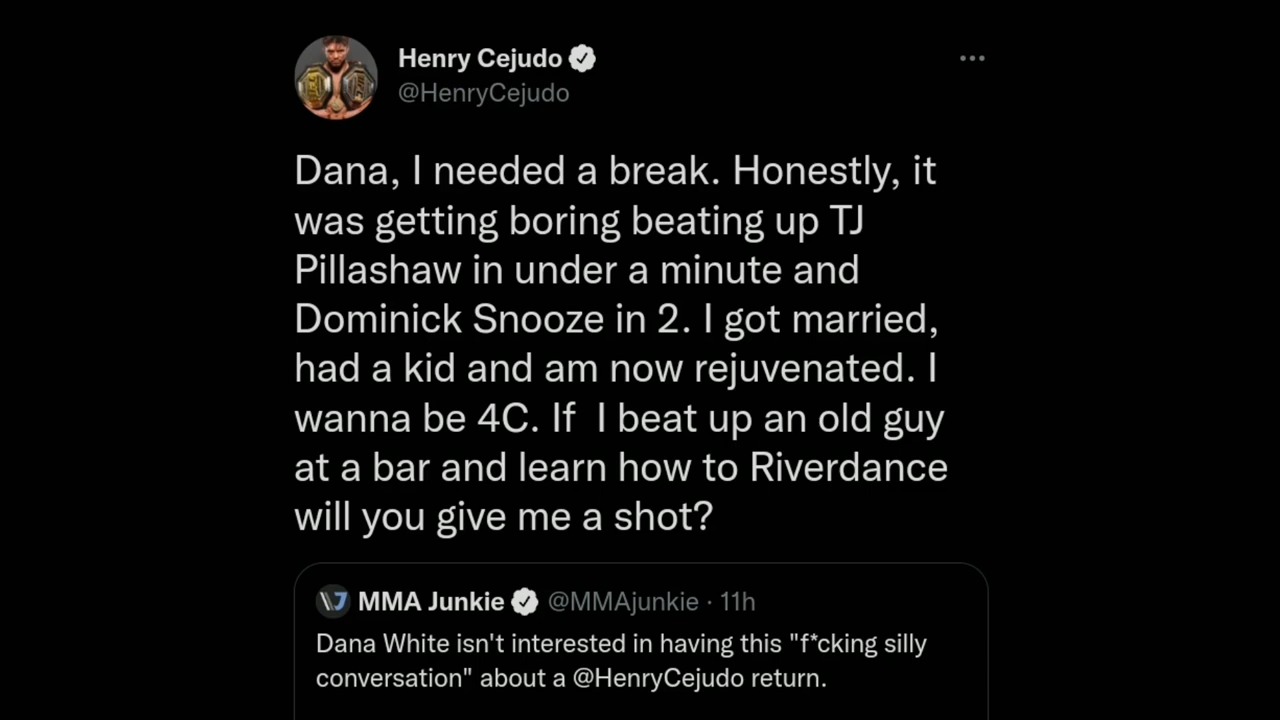 Henry Cejudo
@HenryCejudo
Dana, I needed a break. Honestly, it
was getting boring beating up TJ
Pillashaw in under a minute and
Dominick Snooze in 2. I got married,
had a kid and am now rejuvenated. I
wanna be 4C. If  I beat up an old guy
at a bar and learn how to Riverdance
will you give me a shot?
MMA Junkie @MMAjunkie · 11h
Dana White isn't interested in having this "f*cking silly
conversation" about a @HenryCejudo return.